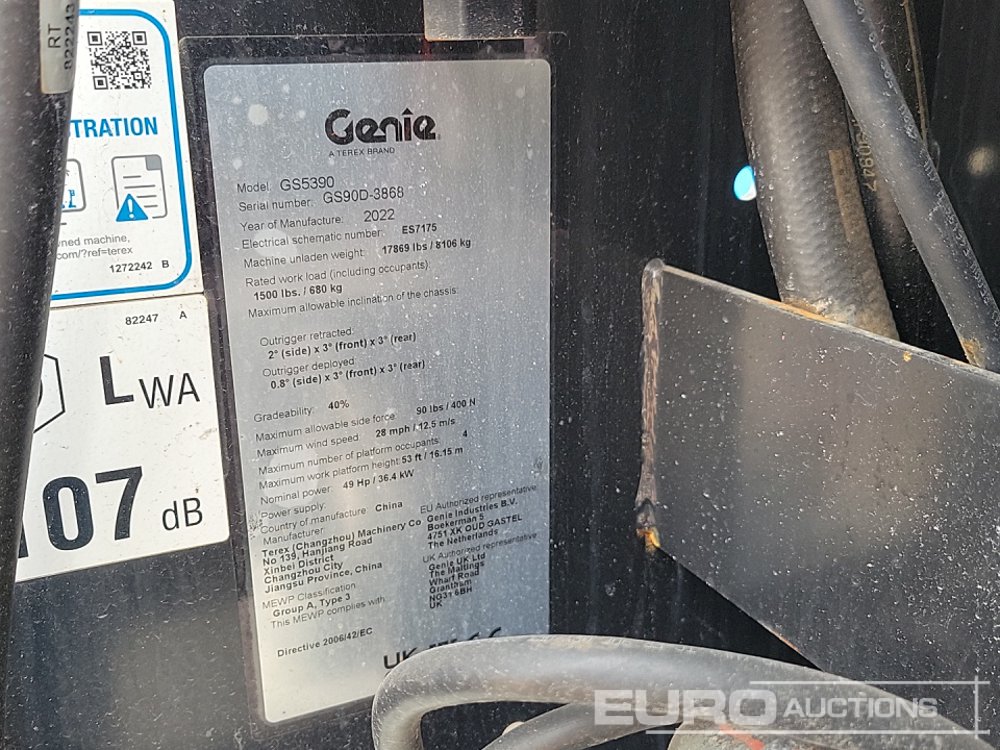 RT
822243
TRATION
ned machine,
com/?ref=terex
1272242 B
82247 A
LWA
107 dB
Genie
A TEREX BRAND
Model: GS5390
Serial number: GS90D-3868
Year of Manufacture: 2022
Electrical schematic number: ES7175
Machine unladen weight: 17869 lbs / 8106 kg
Rated work load (including occupants):
1500 lbs. / 680 kg
Maximum allowable inclination of the chassis:
Outrigger retracted:
2° (side) x 3° (front) x 3° (rear)
Outrigger deployed:
0.8° (side) x 3° (front) x 3° (rear)
Gradeability: 40%
Maximum allowable side force: 90 lbs / 400 N
Maximum wind speed: 28 mph / 12.5 m/s
Maximum number of platform occupants: 4
Maximum work platform height: 53 ft / 16.15 m
Nominal power: 49 Hp / 36.4 kW
Power supply:
Country of manufacture China
Manufacturer:
Terex (Changzhou) Machinery Co
No 139, Hanjiang Road
Xinbei District
Changzhou City
Jiangsu Province, China
MEWP Classification
Group A, Type 3
This MEWP complies with:
Directive 2006/42/EC
EU Authorized representative:
Genie Industries B.V.
Boekerman 5
4751 XK OUD GASTEL
The Netherlands
UK Authorized representative:
Genie UK Ltd
The Maltings
Wharf Road
Grantham
NG31 6BH
UK
EURO AUCTIONS